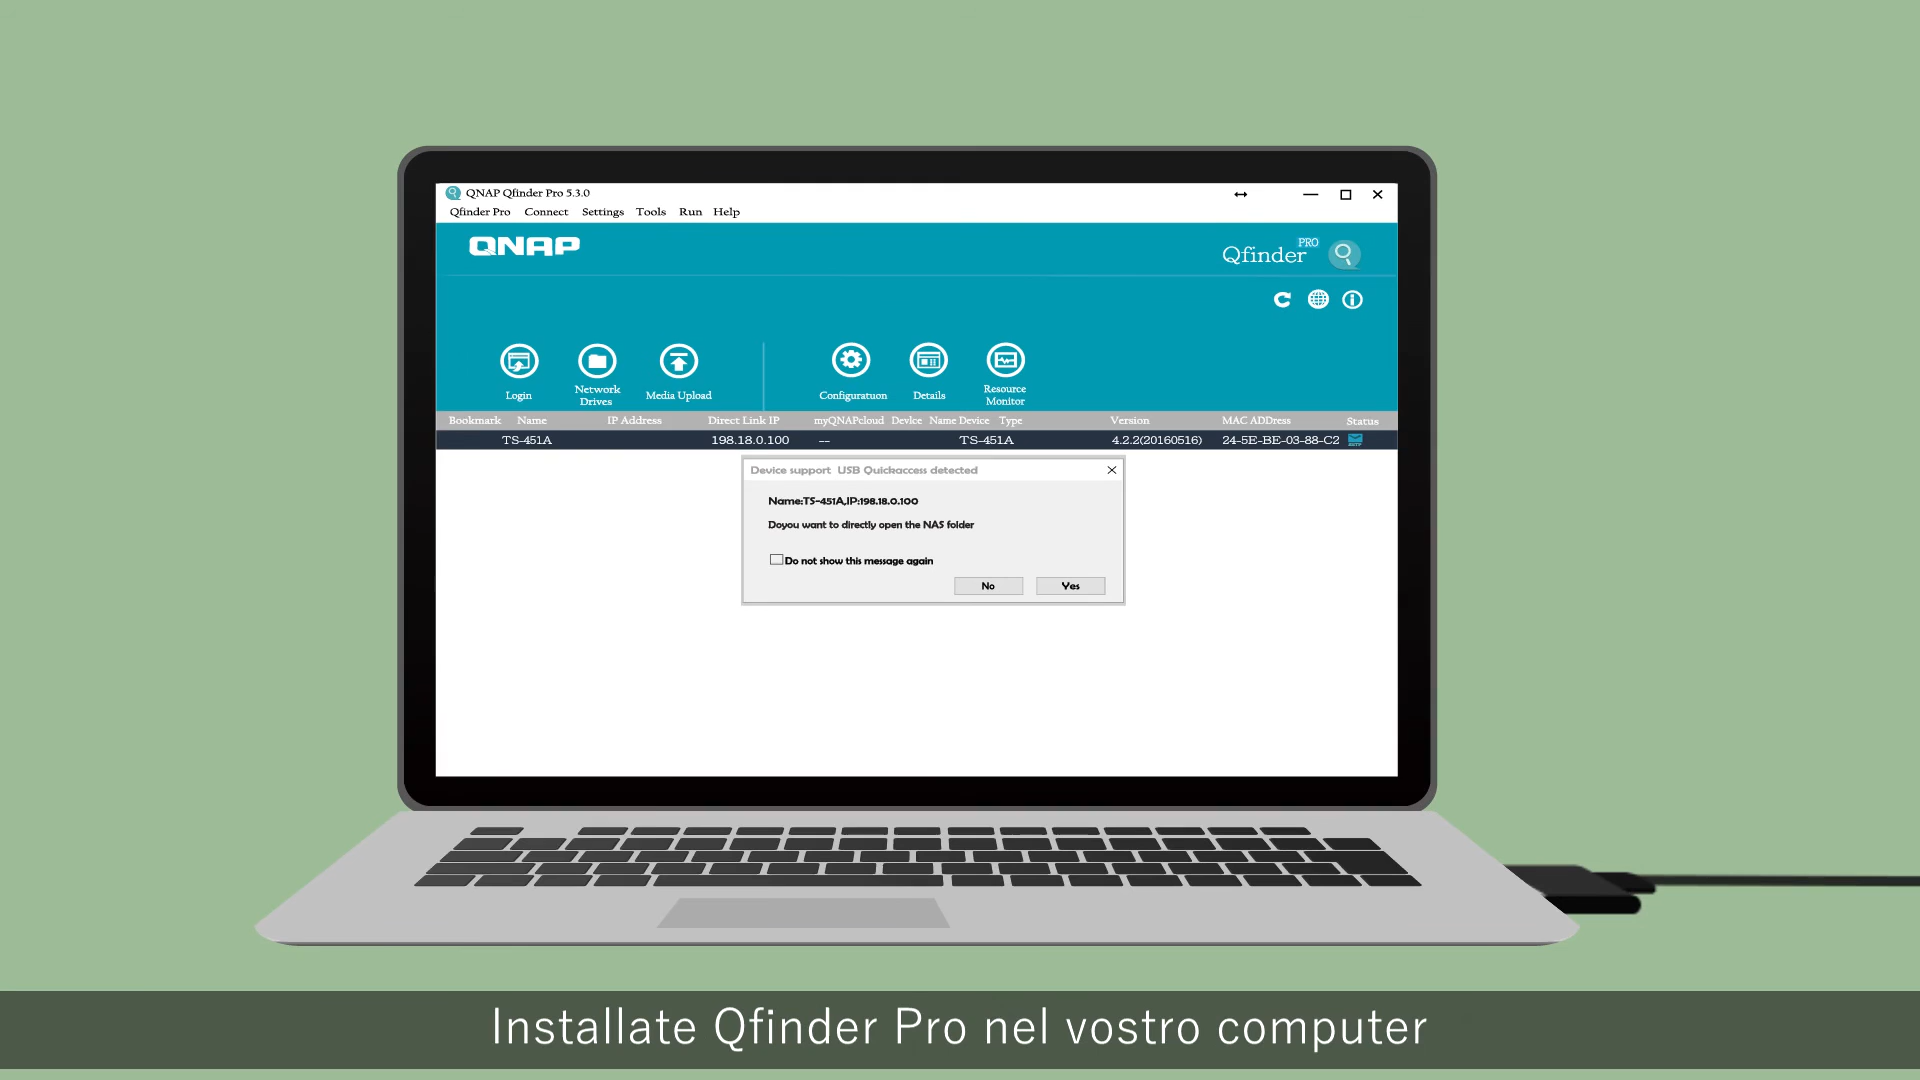 QNAP Qfinder Pro 5.3.0
Qfinder Pro Connect Settings Tools Run Help
QNAP
Qfinder PRO
Login
Network
Drives
Media Upload
Configuratuon
Details
Resource
Monitor
Bookmark Name IP Address Direct Link IP myQNAPcloud Device Name Device Type Version MAC ADDress Status
TS-451A 198.18.0.100 -- TS-451A 4.2.2(20160516) 24-5E-BE-03-88-C2
Device support USB Quickaccess detected
Name:TS-451A,IP:198.18.0.100
Doyou want to directly open the NAS folder
Do not show this message again
No Yes
Installate Qfinder Pro nel vostro computer